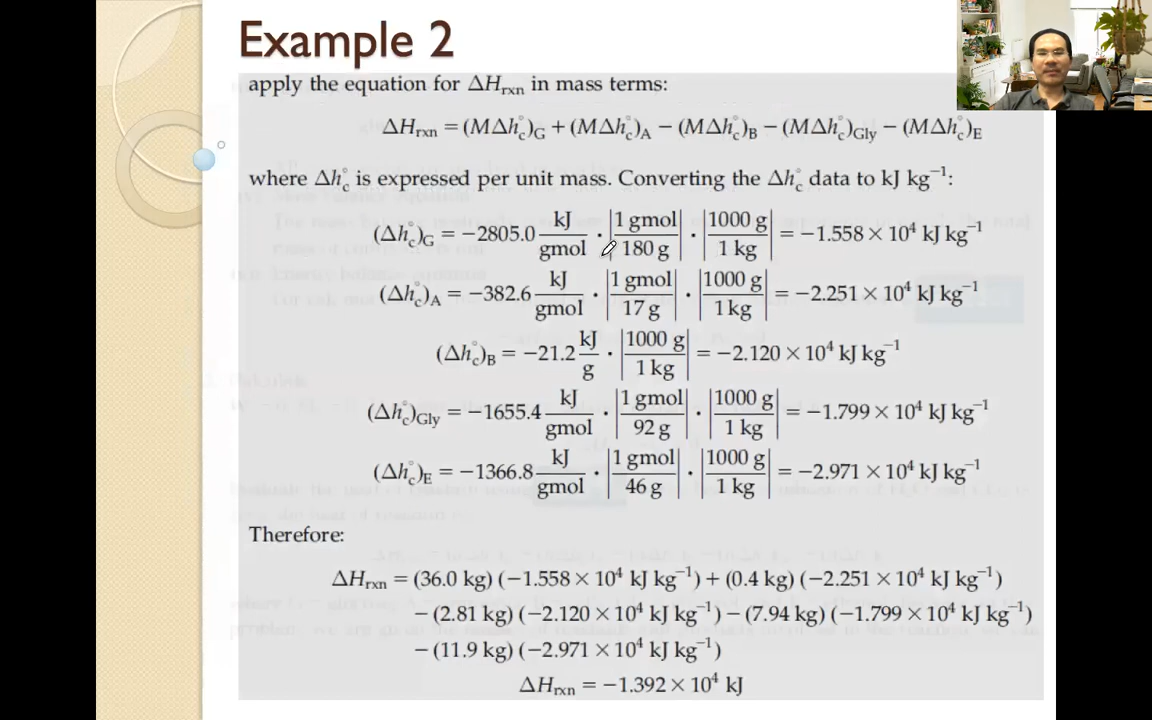 Example 2
apply the equation for ΔH_rxn in mass terms:
ΔH_rxn = (MΔh°_c)_G + (MΔh°_c)_A − (MΔh°_c)_B − (MΔh°_c)_Gly − (MΔh°_c)_E
where Δh°_c is expressed per unit mass. Converting the Δh°_c data to kJ kg⁻¹:
(Δh°_c)_G = −2805.0 kJ/gmol · |1 gmol/180 g| · |1000 g/1 kg| = −1.558 × 10⁴ kJ kg⁻¹
(Δh°_c)_A = −382.6 kJ/gmol · |1 gmol/17 g| · |1000 g/1 kg| = −2.251 × 10⁴ kJ kg⁻¹
(Δh°_c)_B = −21.2 kJ/g · |1000 g/1 kg| = −2.120 × 10⁴ kJ kg⁻¹
(Δh°_c)_Gly = −1655.4 kJ/gmol · |1 gmol/92 g| · |1000 g/1 kg| = −1.799 × 10⁴ kJ kg⁻¹
(Δh°_c)_E = −1366.8 kJ/gmol · |1 gmol/46 g| · |1000 g/1 kg| = −2.971 × 10⁴ kJ kg⁻¹
Therefore:
ΔH_rxn = (36.0 kg) (−1.558 × 10⁴ kJ kg⁻¹) + (0.4 kg) (−2.251 × 10⁴ kJ kg⁻¹)
− (2.81 kg) (−2.120 × 10⁴ kJ kg⁻¹) − (7.94 kg) (−1.799 × 10⁴ kJ kg⁻¹)
− (11.9 kg) (−2.971 × 10⁴ kJ kg⁻¹)
ΔH_rxn = −1.392 × 10⁴ kJ